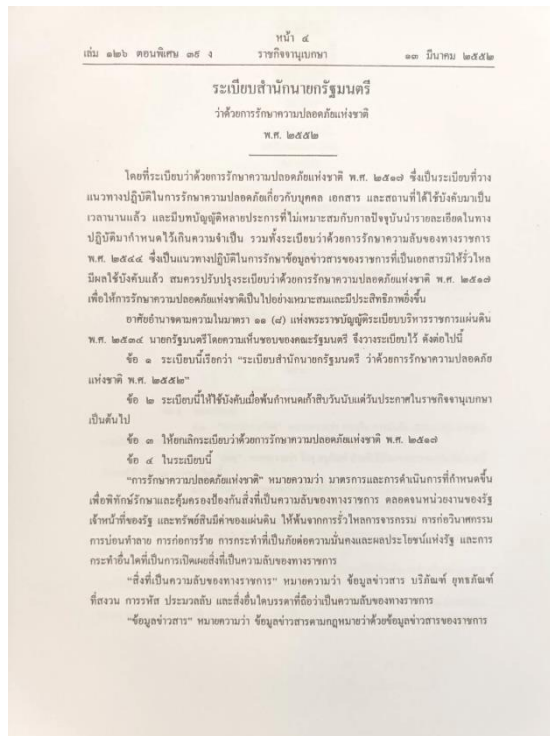 หน้า ๔
เล่ม ๑๒๖ ตอนพิเศษ ๓๙ ง ราชกิจจานุเบกษา ๑๓ มีนาคม ๒๕๕๒
ระเบียบสำนักนายกรัฐมนตรี
ว่าด้วยการรักษาความปลอดภัยแห่งชาติ
พ.ศ. ๒๕๕๒
โดยที่ระเบียบว่าด้วยการรักษาความปลอดภัยแห่งชาติ พ.ศ. ๒๕๑๗ ซึ่งเป็นระเบียบที่วาง
แนวทางปฏิบัติในการรักษาความปลอดภัยเกี่ยวกับบุคคล เอกสาร และสถานที่ได้ใช้บังคับมาเป็น
เวลานานแล้ว และมีบทบัญญัติหลายประการที่ไม่เหมาะสมกับกาลปัจจุบันนำรายละเอียดในทาง
ปฏิบัติมากำหนดไว้เกินความจำเป็น รวมทั้งระเบียบว่าด้วยการรักษาความลับของทางราชการ
พ.ศ. ๒๕๔๔ ซึ่งเป็นแนวทางปฏิบัติในการรักษาข้อมูลข่าวสารของราชการที่เป็นเอกสารมิให้รั่วไหล
มีผลใช้บังคับแล้ว สมควรปรับปรุงระเบียบว่าด้วยการรักษาความปลอดภัยแห่งชาติ พ.ศ. ๒๕๑๗
เพื่อให้การรักษาความปลอดภัยแห่งชาติเป็นไปอย่างเหมาะสมและมีประสิทธิภาพยิ่งขึ้น
อาศัยอำนาจตามความในมาตรา ๑๑ (๘) แห่งพระราชบัญญัติระเบียบบริหารราชการแผ่นดิน
พ.ศ. ๒๕๓๔ นายกรัฐมนตรีโดยความเห็นชอบของคณะรัฐมนตรี จึงวางระเบียบไว้ ดังต่อไปนี้
ข้อ ๑ ระเบียบนี้เรียกว่า “ระเบียบสำนักนายกรัฐมนตรี ว่าด้วยการรักษาความปลอดภัย
แห่งชาติ พ.ศ. ๒๕๕๒”
ข้อ ๒ ระเบียบนี้ให้ใช้บังคับเมื่อพ้นกำหนดเก้าสิบวันนับแต่วันประกาศในราชกิจจานุเบกษา
เป็นต้นไป
ข้อ ๓ ให้ยกเลิกระเบียบว่าด้วยการรักษาความปลอดภัยแห่งชาติ พ.ศ. ๒๕๑๗
ข้อ ๔ ในระเบียบนี้
“การรักษาความปลอดภัยแห่งชาติ” หมายความว่า มาตรการและการดำเนินการที่กำหนดขึ้น
เพื่อพิทักษ์รักษาและคุ้มครองป้องกันสิ่งที่เป็นความลับของทางราชการ ตลอดจนหน่วยงานของรัฐ
เจ้าหน้าที่ของรัฐ และทรัพย์สินมีค่าของแผ่นดิน ให้พ้นจากการรั่วไหลการจารกรรม การก่อวินาศกรรม
การบ่อนทำลาย การก่อการร้าย การกระทำที่เป็นภัยต่อความมั่นคงและผลประโยชน์แห่งรัฐ และการ
กระทำอื่นใดที่เป็นการเปิดเผยสิ่งที่เป็นความลับของทางราชการ
“สิ่งที่เป็นความลับของทางราชการ” หมายความว่า ข้อมูลข่าวสาร บริภัณฑ์ ยุทธภัณฑ์
ที่สงวน การรหัส ประมวลลับ และสิ่งอื่นใดบรรดาที่ถือว่าเป็นความลับของทางราชการ
“ข้อมูลข่าวสาร” หมายความว่า ข้อมูลข่าวสารตามกฎหมายว่าด้วยข้อมูลข่าวสารของราชการ